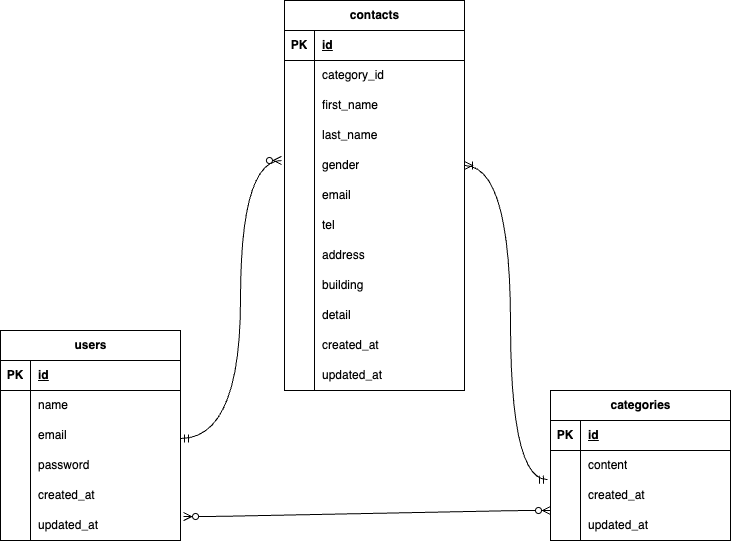 contacts
PK id
category_id
first_name
last_name
gender
email
tel
address
building
detail
created_at
updated_at
users
PK id
name
email
password
created_at
updated_at
categories
PK id
content
created_at
updated_at